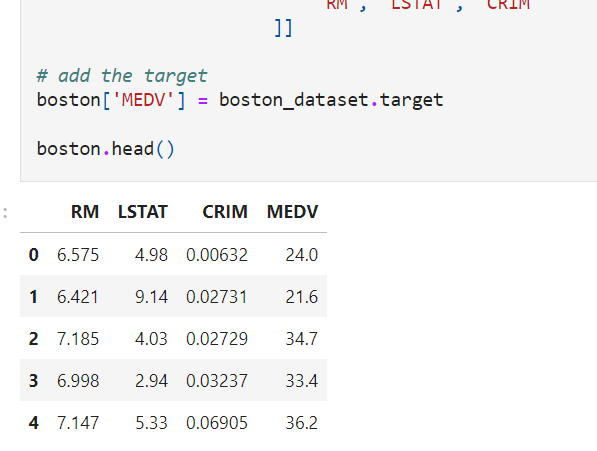 "RM", "LSTAT", "CRIM"
]]
# add the target
boston['MEDV'] = boston_dataset.target
boston.head()
:
RM LSTAT CRIM MEDV
0 6.575 4.98 0.00632 24.0
1 6.421 9.14 0.02731 21.6
2 7.185 4.03 0.02729 34.7
3 6.998 2.94 0.03237 33.4
4 7.147 5.33 0.06905 36.2